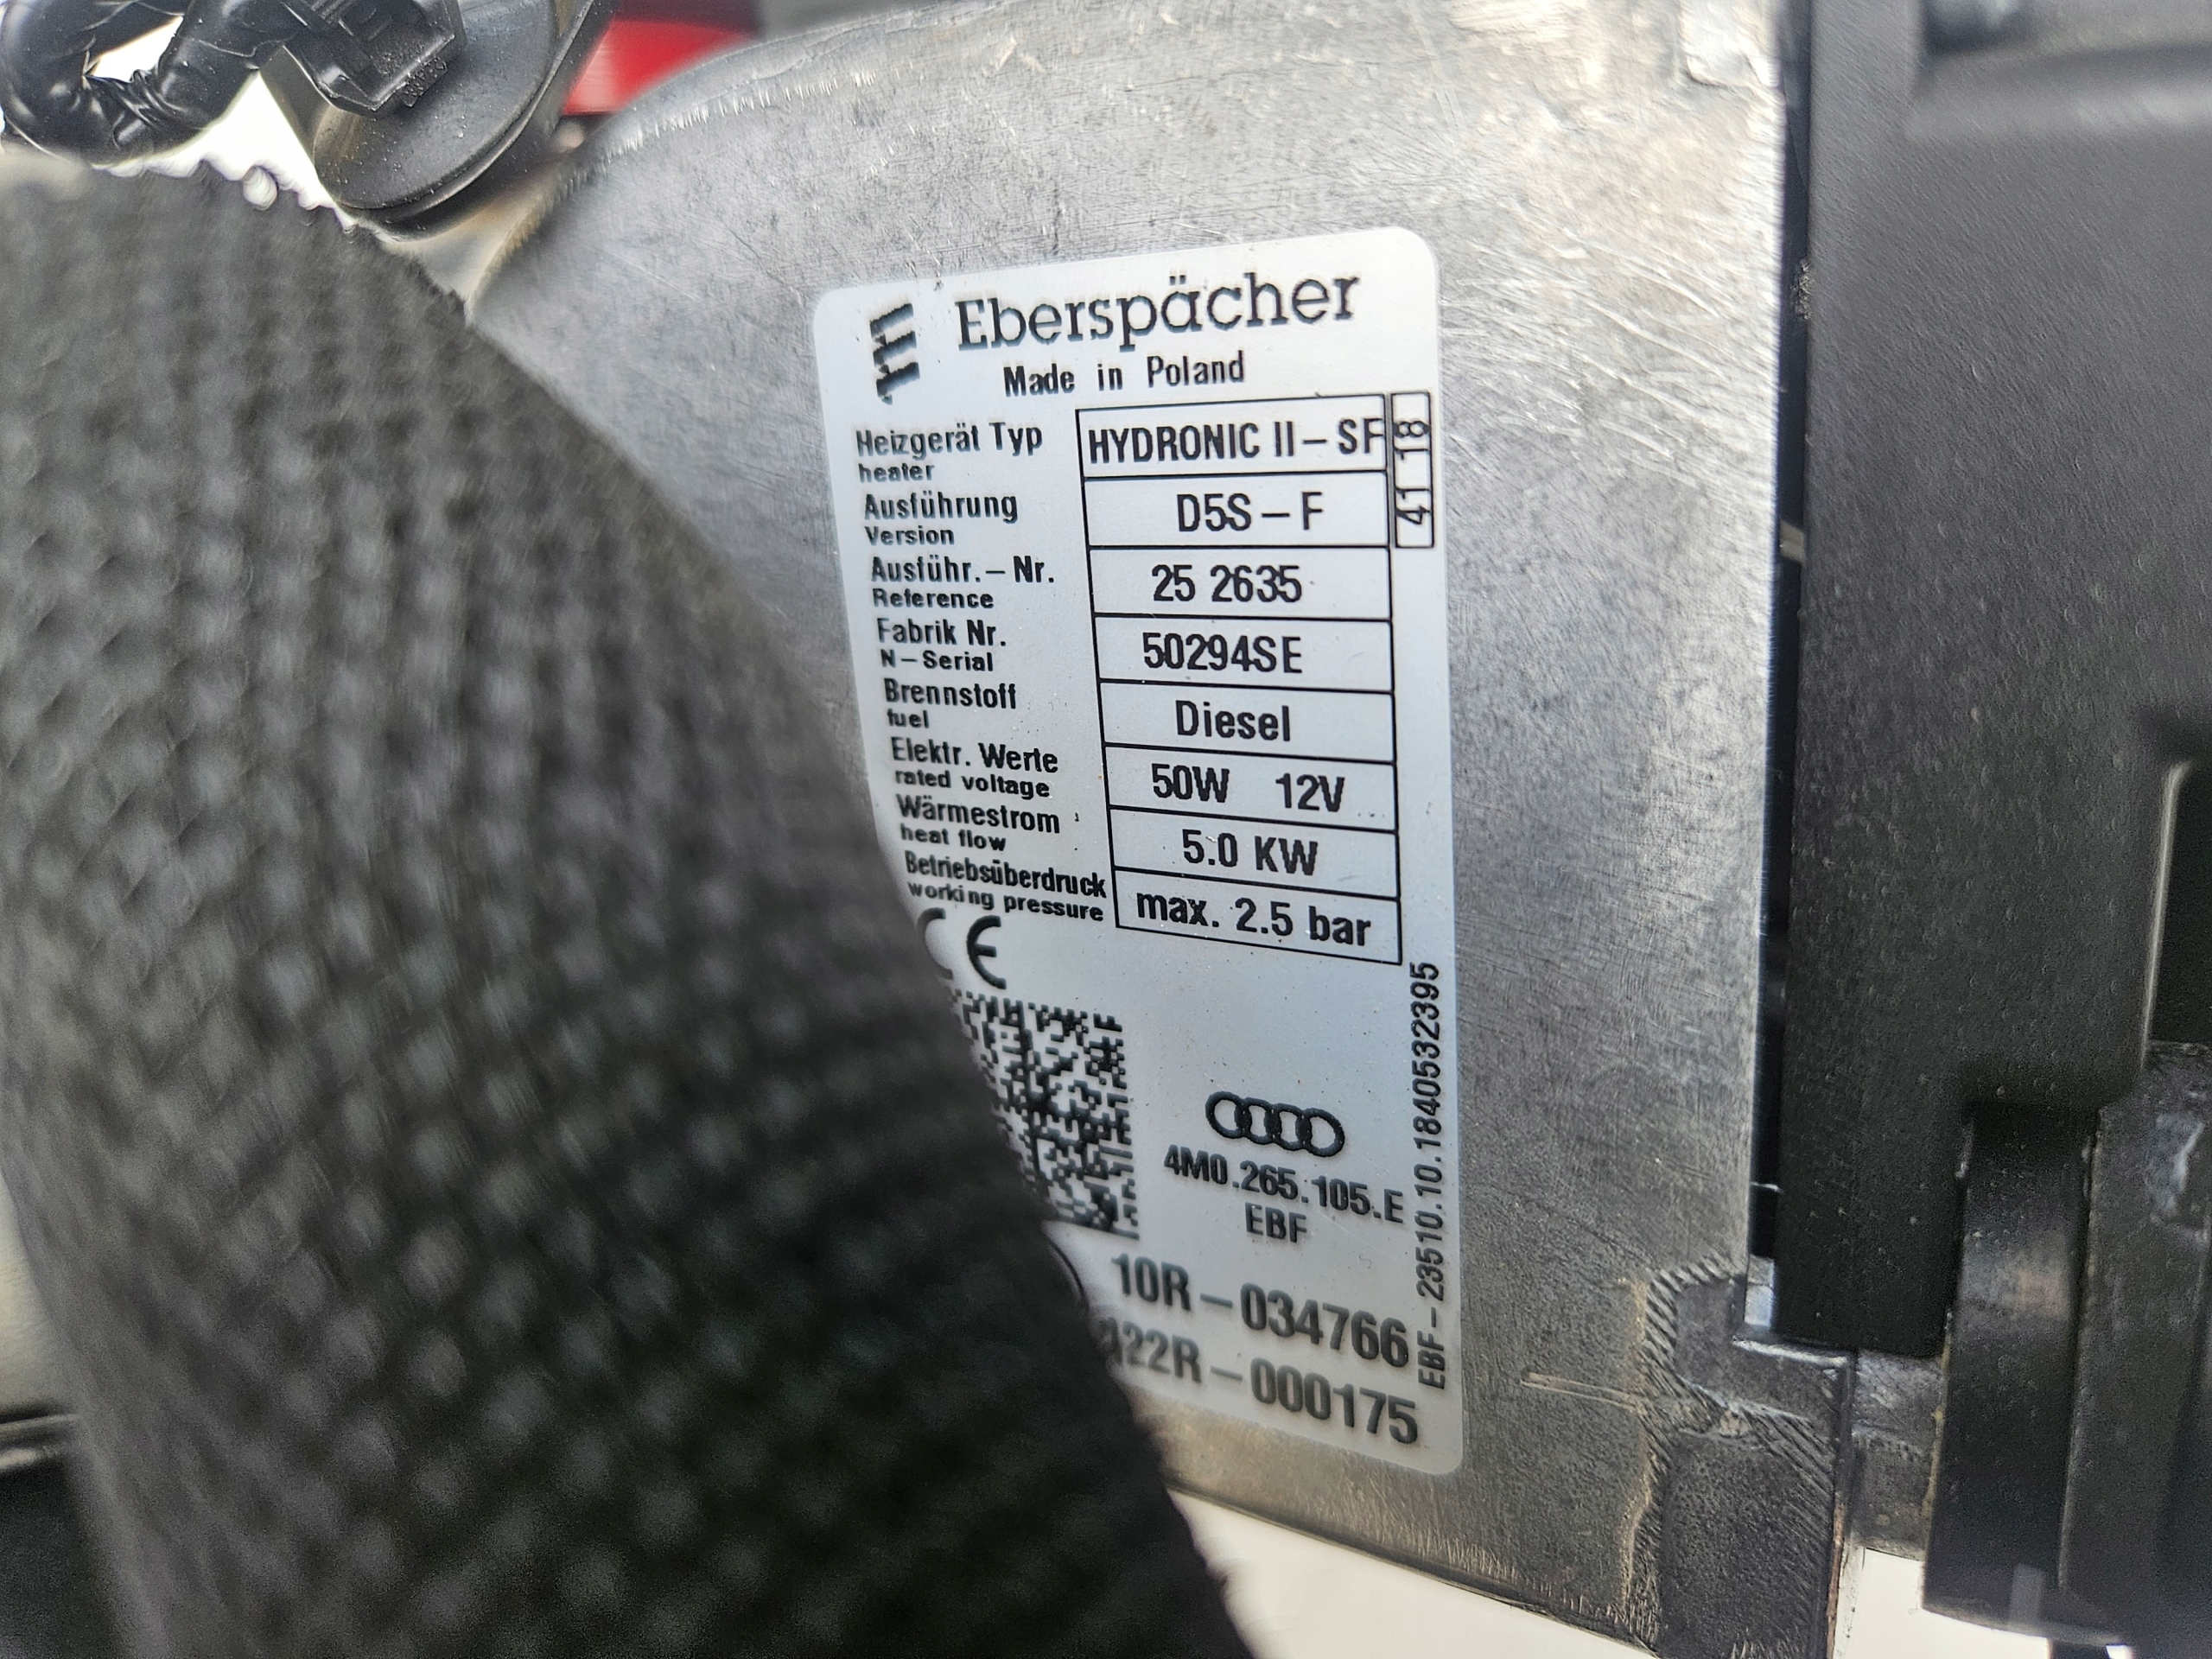 Eberspächer
Made in Poland
Heizgerät Typ HYDRONIC II – SF
heater
Ausführung D5S – F
Version
41 18
Ausführ. – Nr. 25 2635
Reference
Fabrik Nr. 50294SE
N – Serial
Brennstoff Diesel
fuel
Elektr. Werte 50W 12V
rated voltage
Wärmestrom 5.0 KW
heat flow
Betriebsüberdruck max. 2.5 bar
working pressure
CE
4M0.265.105.E
EBF
EBF – 23510.10.1840532395
10R – 034766
122R – 000175